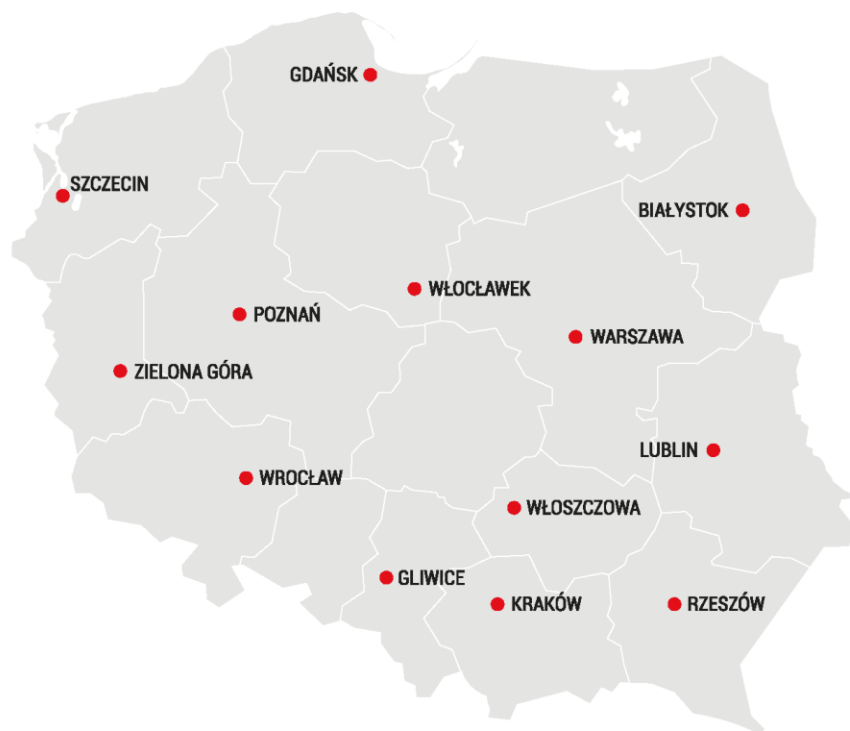 GDAŃSK
SZCZECIN
BIAŁYSTOK
WŁOCŁAWEK
POZNAŃ
WARSZAWA
ZIELONA GÓRA
LUBLIN
WROCŁAW
WŁOSZCZOWA
GLIWICE
KRAKÓW
RZESZÓW